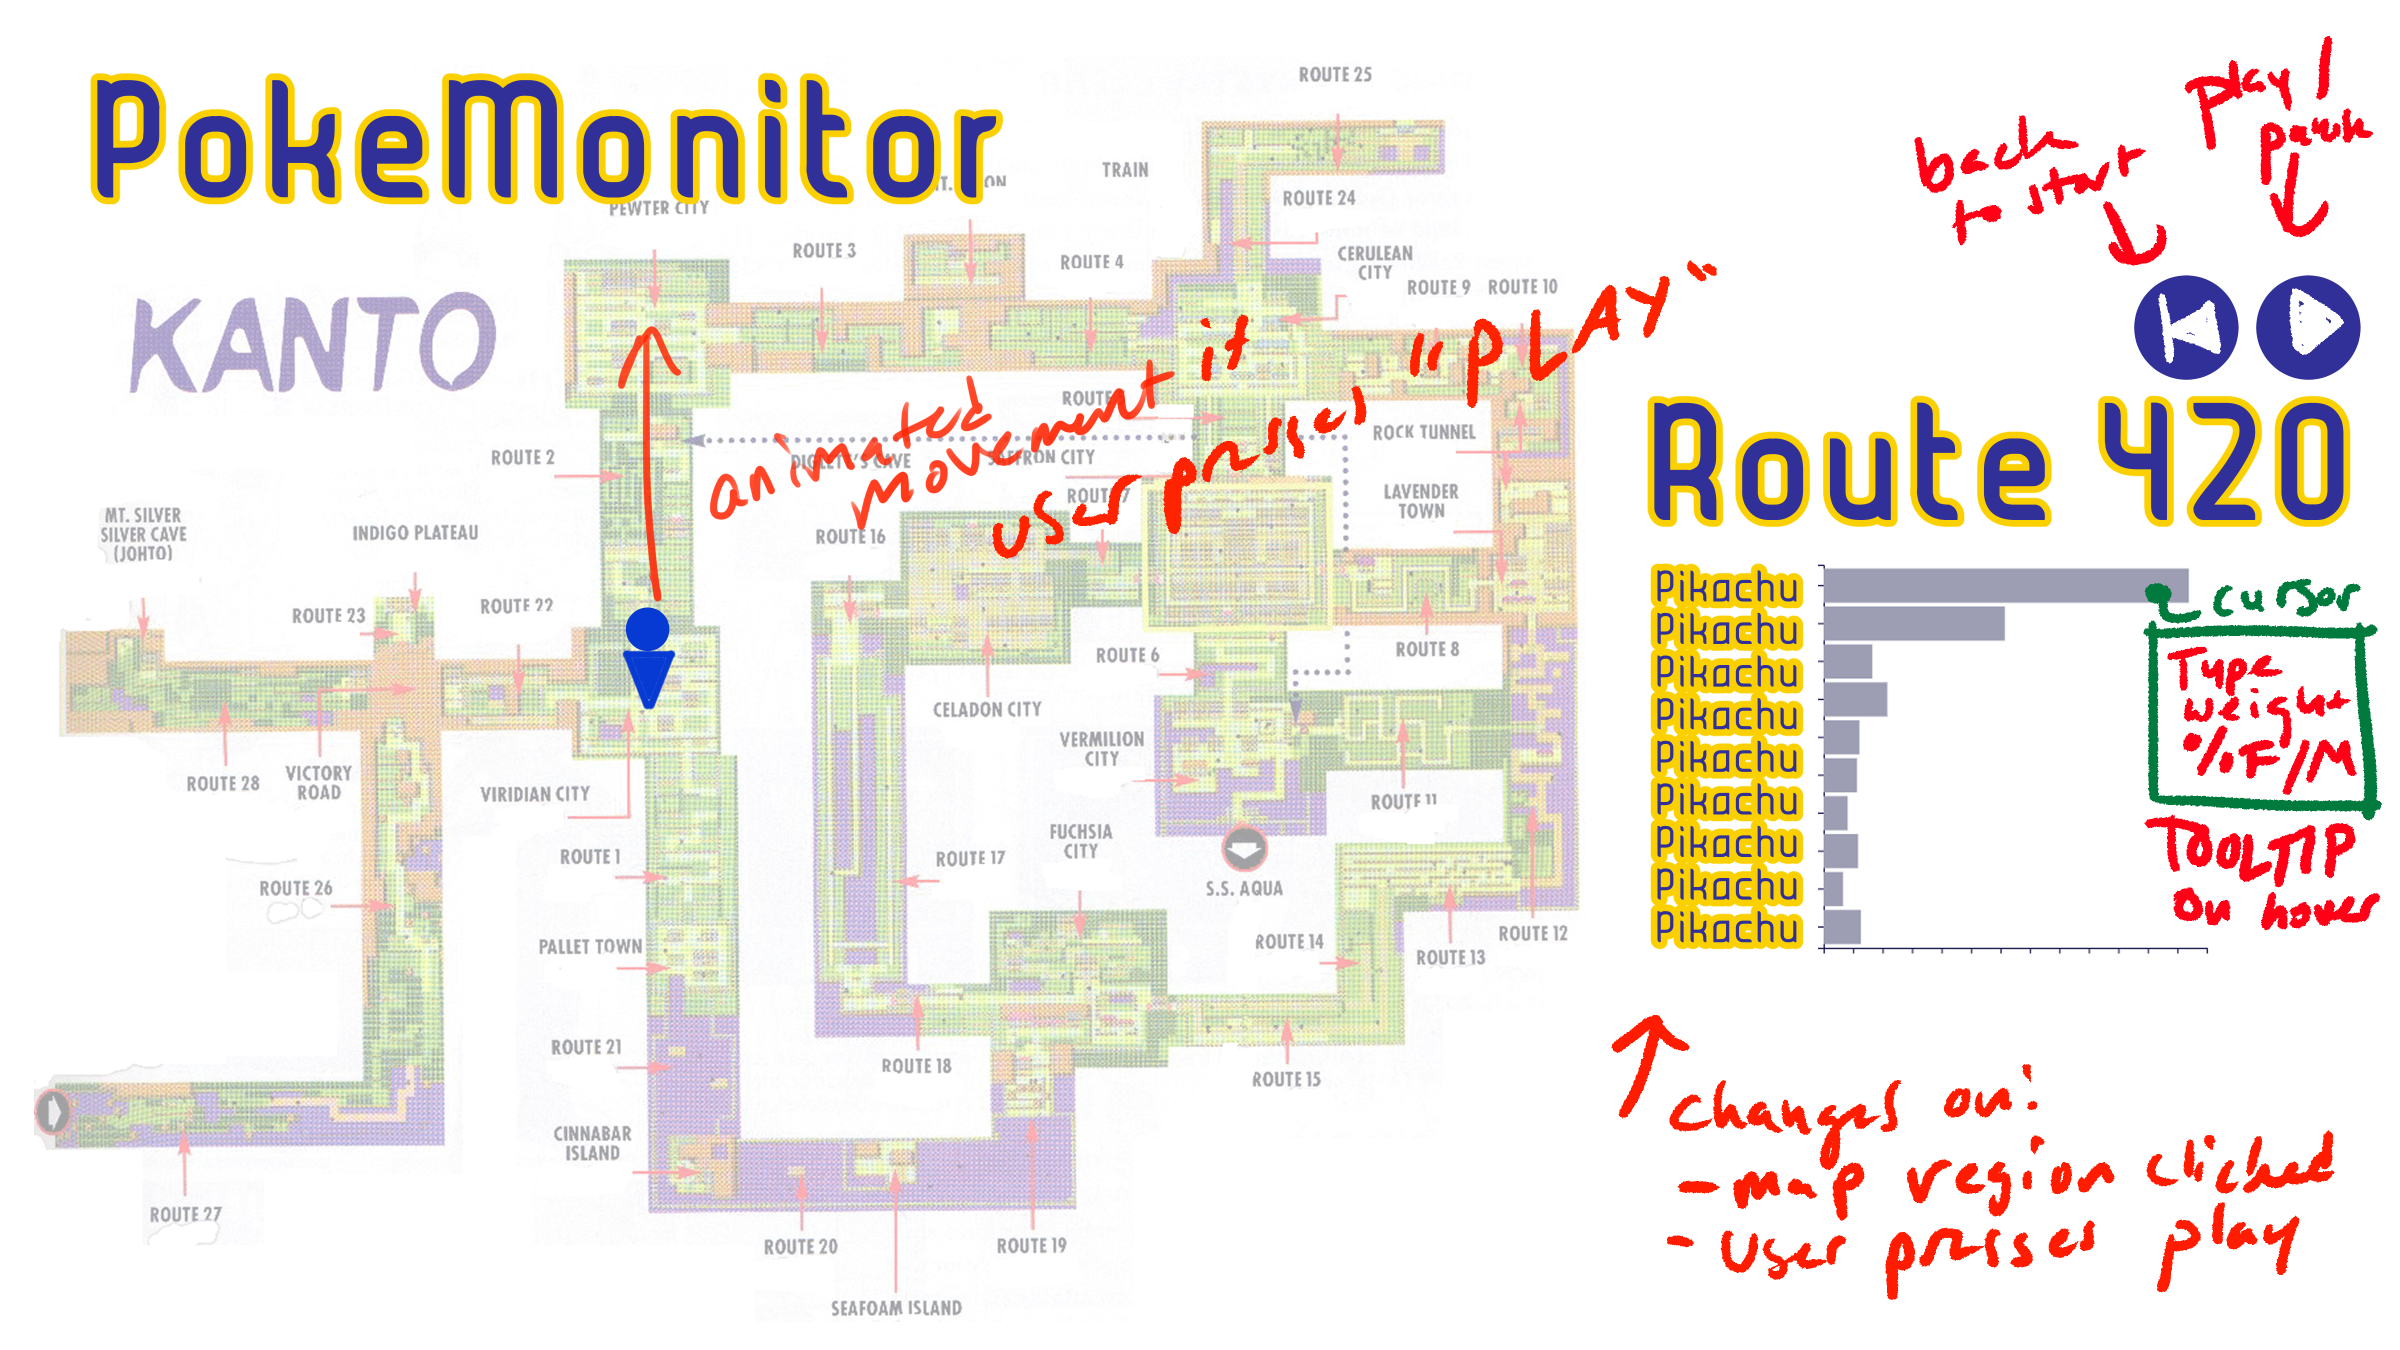 PokeMonitor
ROUTE 25
play/
pause
back
to start
TRAIN
ROUTE 24
PEWTER CITY
ROUTE 3
ROUTE 4
CERULEAN
CITY
ROUTE 9
ROUTE 10
KANTO
animated
movement if
user presses "PLAY"
ROUTE
ROCK TUNNEL
DIGLETT'S CAVE
SAFFRON CITY
ROUTE 2
ROUTE 7
LAVENDER
TOWN
Route 420
MT. SILVER
SILVER CAVE
(JOHTO)
INDIGO PLATEAU
ROUTE 16
ROUTE 23
ROUTE 22
ROUTE 6
ROUTE 8
CELADON CITY
VERMILION
CITY
ROUTE 28
VICTORY
ROAD
VIRIDIAN CITY
ROUTE 11
FUCHSIA
CITY
ROUTE 1
ROUTE 17
S.S. AQUA
ROUTE 26
PALLET TOWN
ROUTE 14
ROUTE 13
ROUTE 12
ROUTE 21
ROUTE 18
ROUTE 15
CINNABAR
ISLAND
ROUTE 27
ROUTE 20
ROUTE 19
SEAFOAM ISLAND
Pikachu
Pikachu
Pikachu
Pikachu
Pikachu
Pikachu
Pikachu
Pikachu
Pikachu
cursor
Type
weight
%F/M
TOOLTIP
on hover
changes on:
- map region clicked
- user presses play